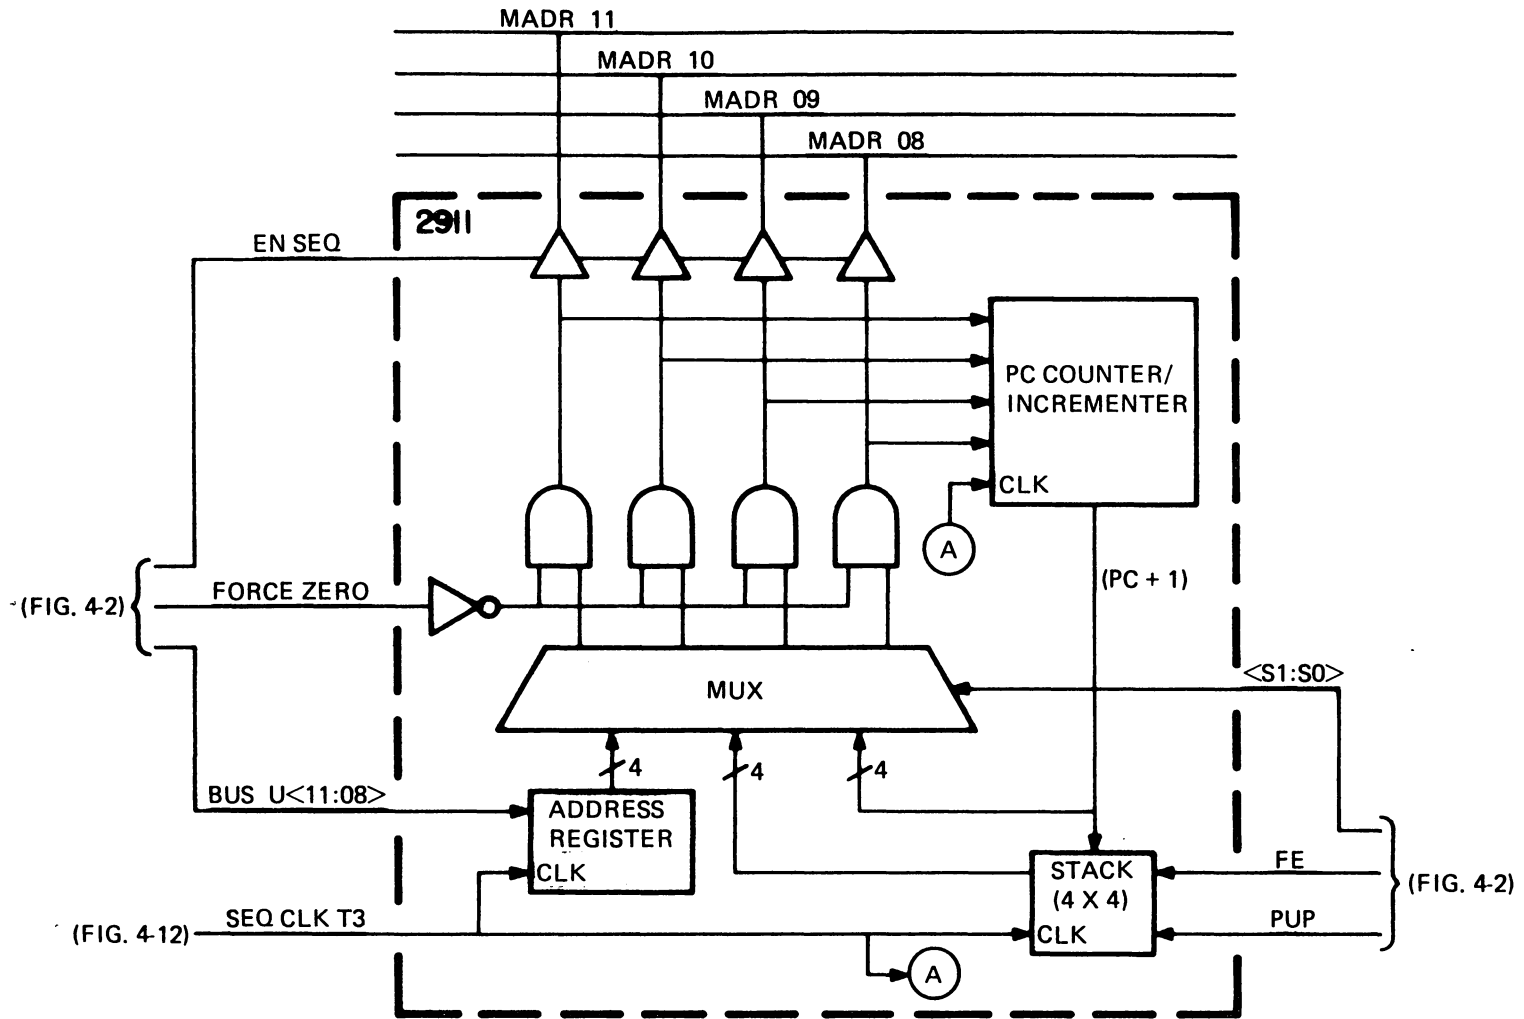 MADR 11
MADR 10
MADR 09
MADR 08
2911
EN SEQ
PC COUNTER/
INCREMENTER
CLK
A
(PC + 1)
FORCE ZERO
(FIG. 4-2)
<S1:S0>
MUX
4
4
4
BUS U<11:08>
ADDRESS
REGISTER
CLK
STACK
(4 X 4)
CLK
FE
(FIG. 4-2)
PUP
SEQ CLK T3
(FIG. 4-12)
A